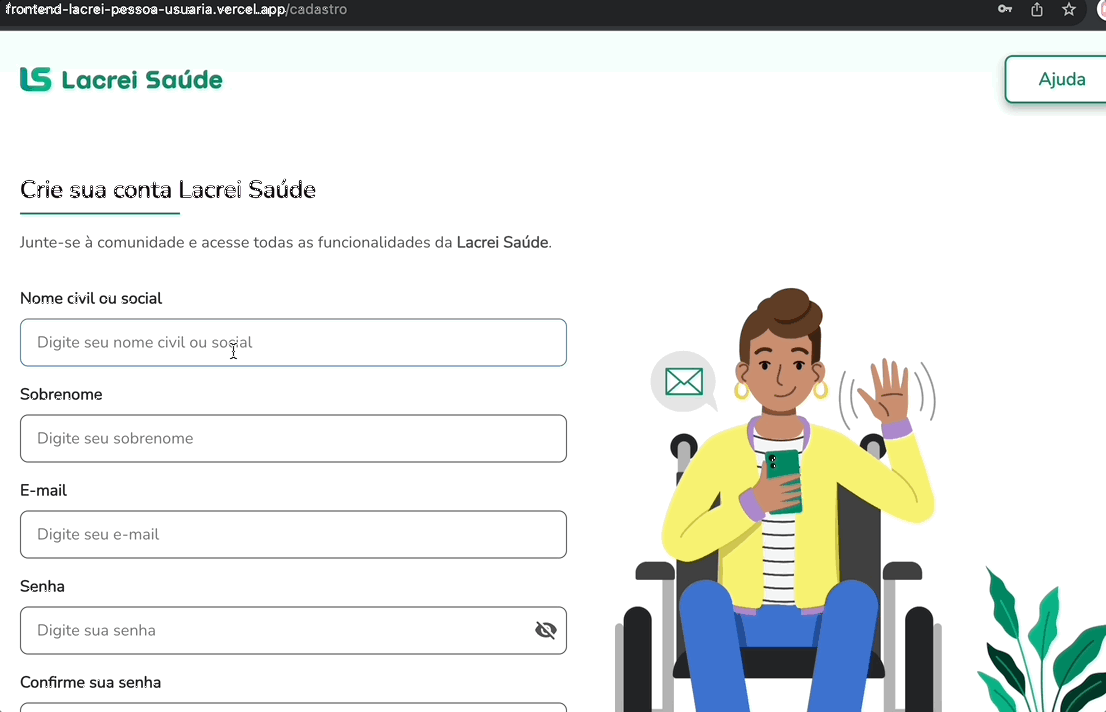 frontend-lacrei-pessoa-usuaria.vercel.app/cadastro
Lacrei Saúde
Ajuda
Crie sua conta Lacrei Saúde
Junte-se à comunidade e acesse todas as funcionalidades da Lacrei Saúde.
Nome civil ou social
Digite seu nome civil ou social
Sobrenome
Digite seu sobrenome
E-mail
Digite seu e-mail
Senha
Digite sua senha
Confirme sua senha